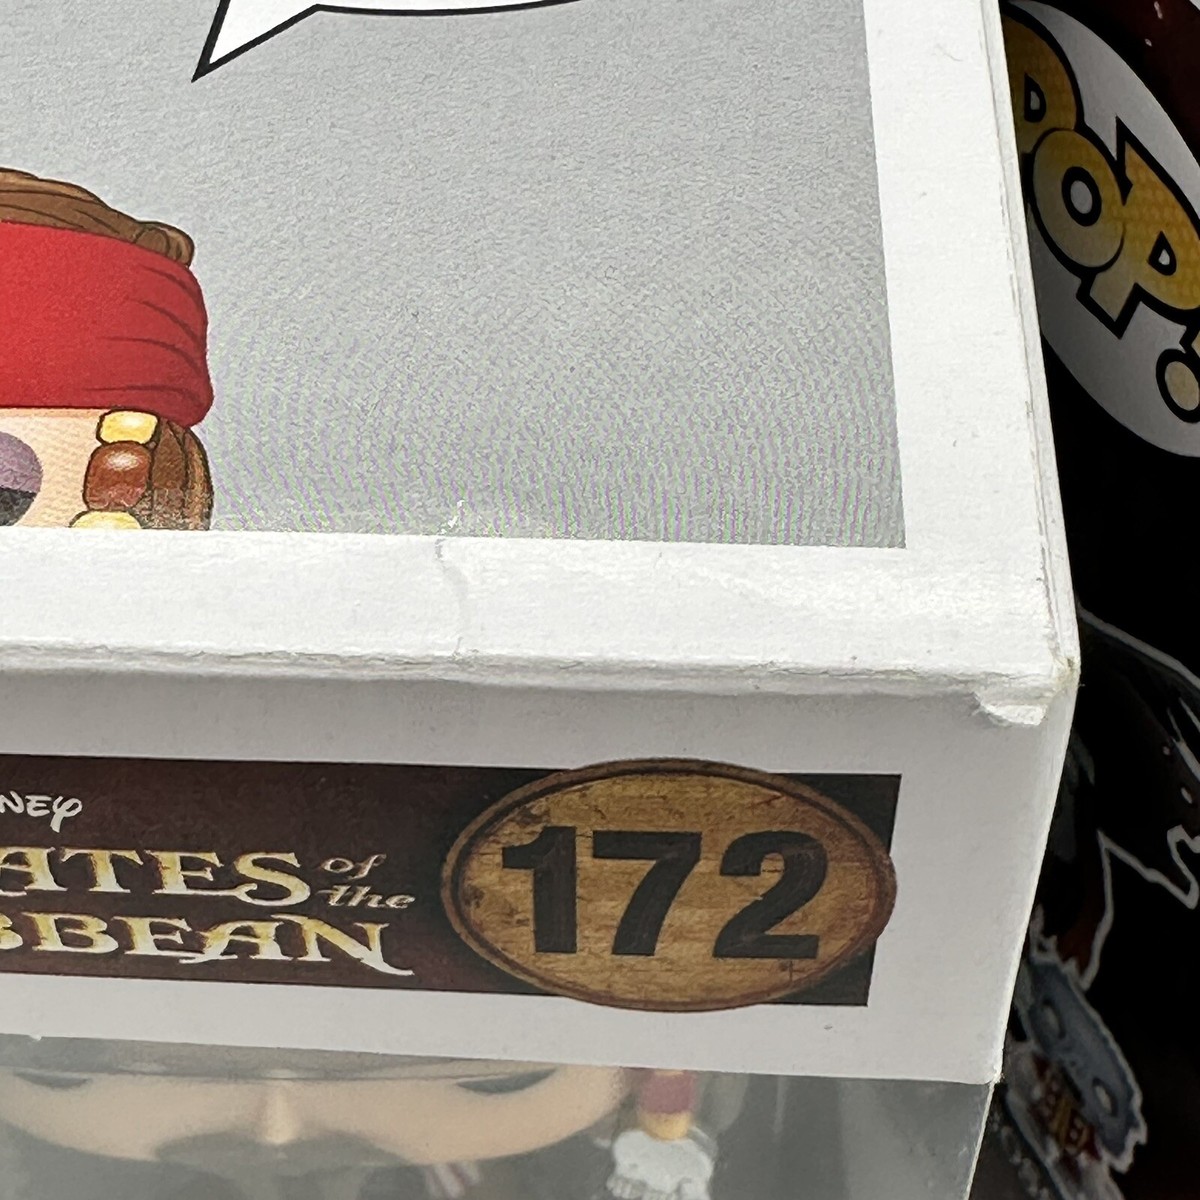 POP!
NEY
ATES of the
BBEAN
172